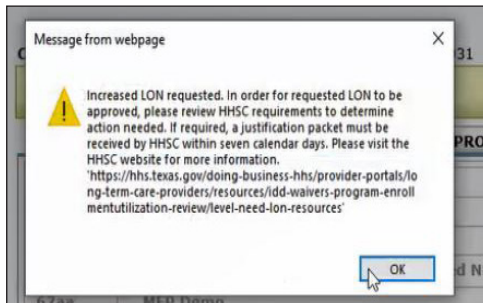 Message from webpage
31
Increased LON requested. In order for requested LON to be
approved, please review HHSC requirements to determine
action needed. If required, a justification packet must be
received by HHSC within seven calendar days. Please visit the
HHSC website for more information.
'https://hhs.texas.gov/doing-business-hhs/provider-portals/lo
ng-term-care-providers/resources/idd-waivers-program-enroll
mentutilization-review/level-need-lon-resources'
PRO
OK
d N
63aa MFP Demo